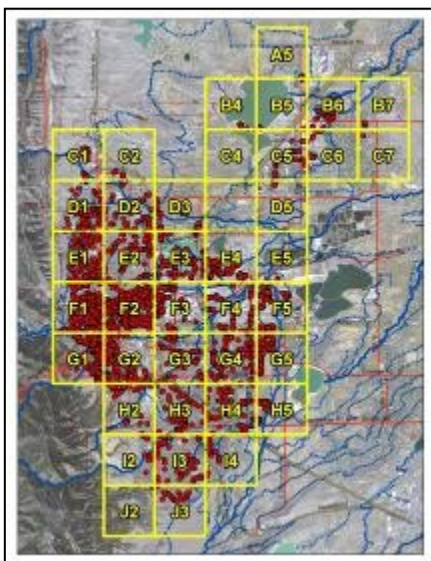 A5
B4 B5 B6 B7
C1 C2 C4 C5 C6 C7
D1 D2 D3 D5
E1 E2 E3 E4 E5
F1 F2 F3 F4 F5
G1 G2 G3 G4 G5
H2 H3 H4 H5
I2 I3 I4
J2 J3